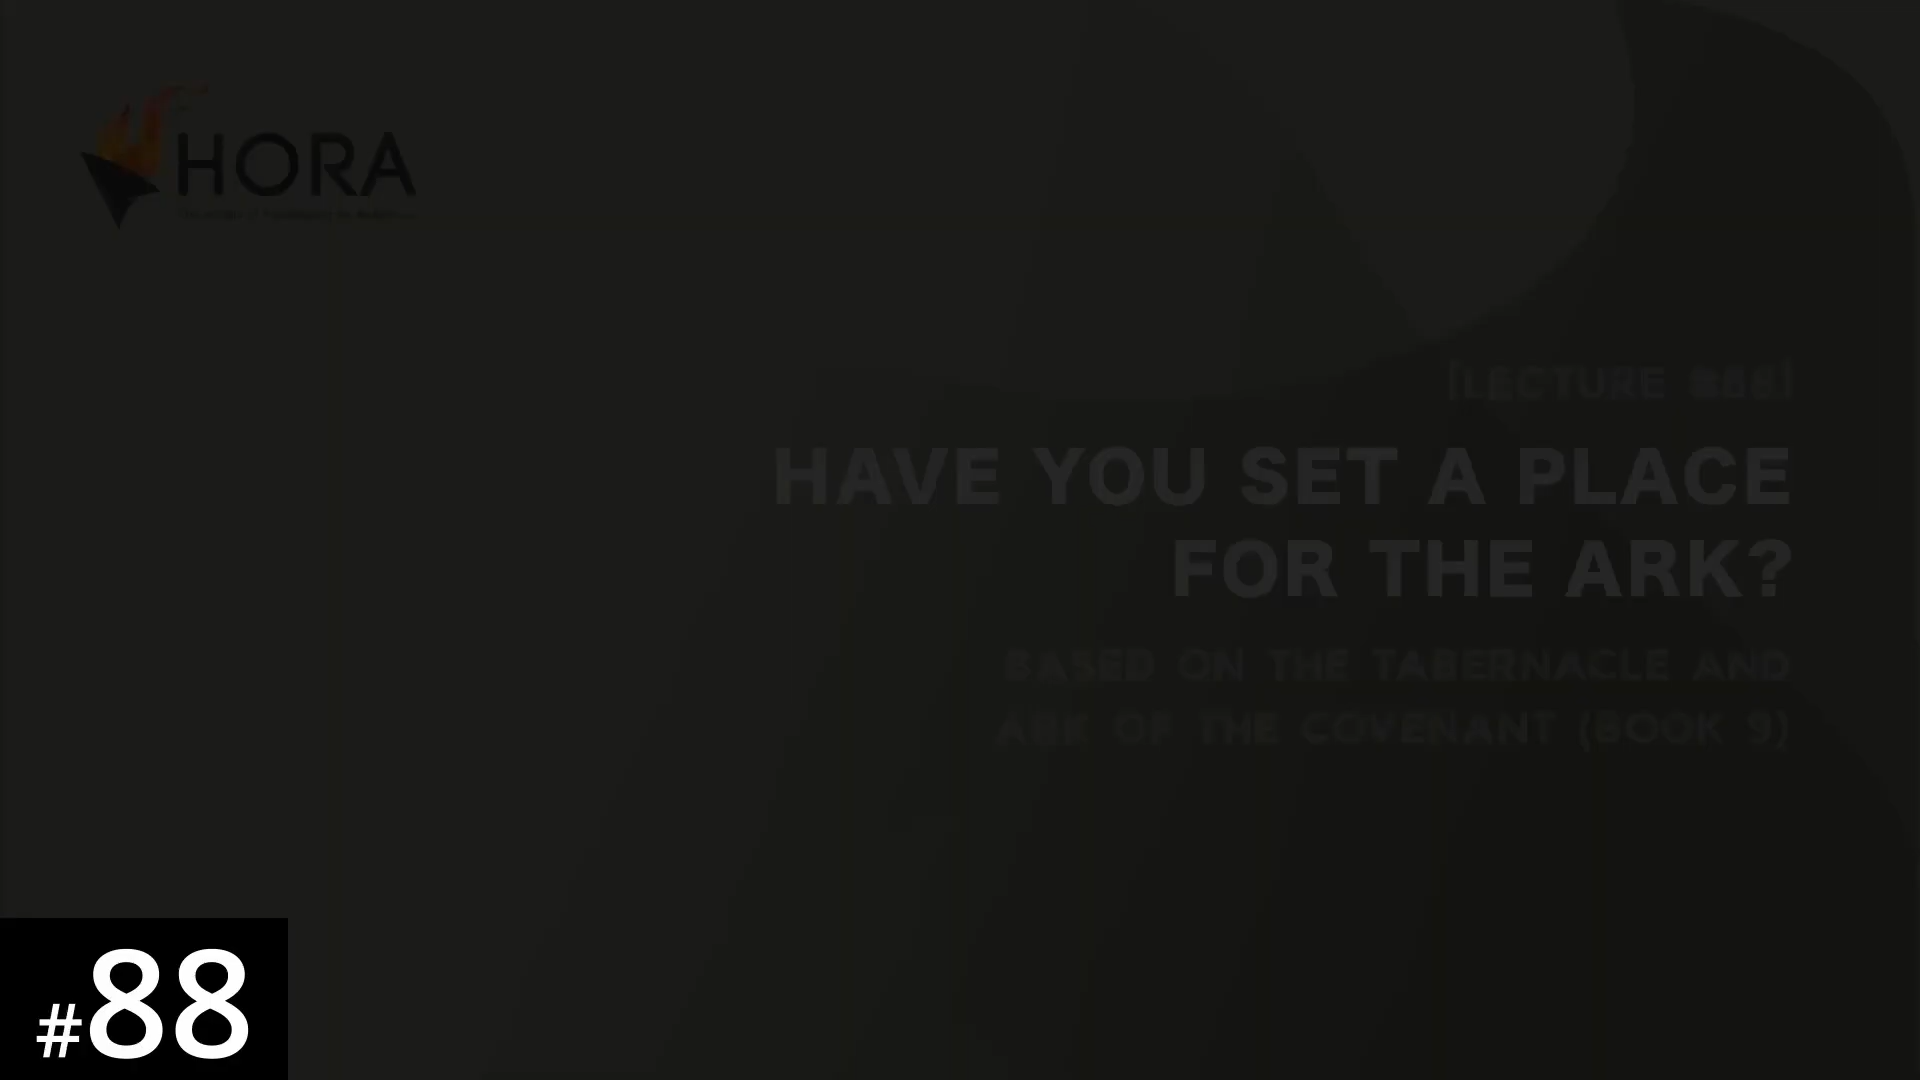 HORA
[LECTURE #88]
HAVE YOU SET A PLACE
FOR THE ARK?
BASED ON THE TABERNACLE AND
ARK OF THE COVENANT (BOOK 9)
#88